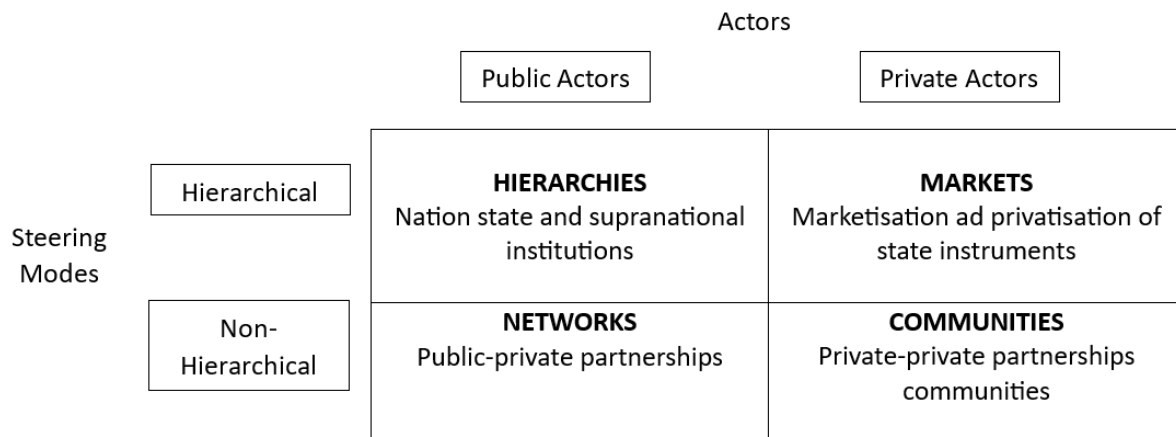 Actors
Public Actors
Private Actors
Hierarchical
HIERARCHIES
Nation state and supranational
institutions
MARKETS
Marketisation ad privatisation of
state instruments
Steering
Modes
Non-
Hierarchical
NETWORKS
Public-private partnerships
COMMUNITIES
Private-private partnerships
communities